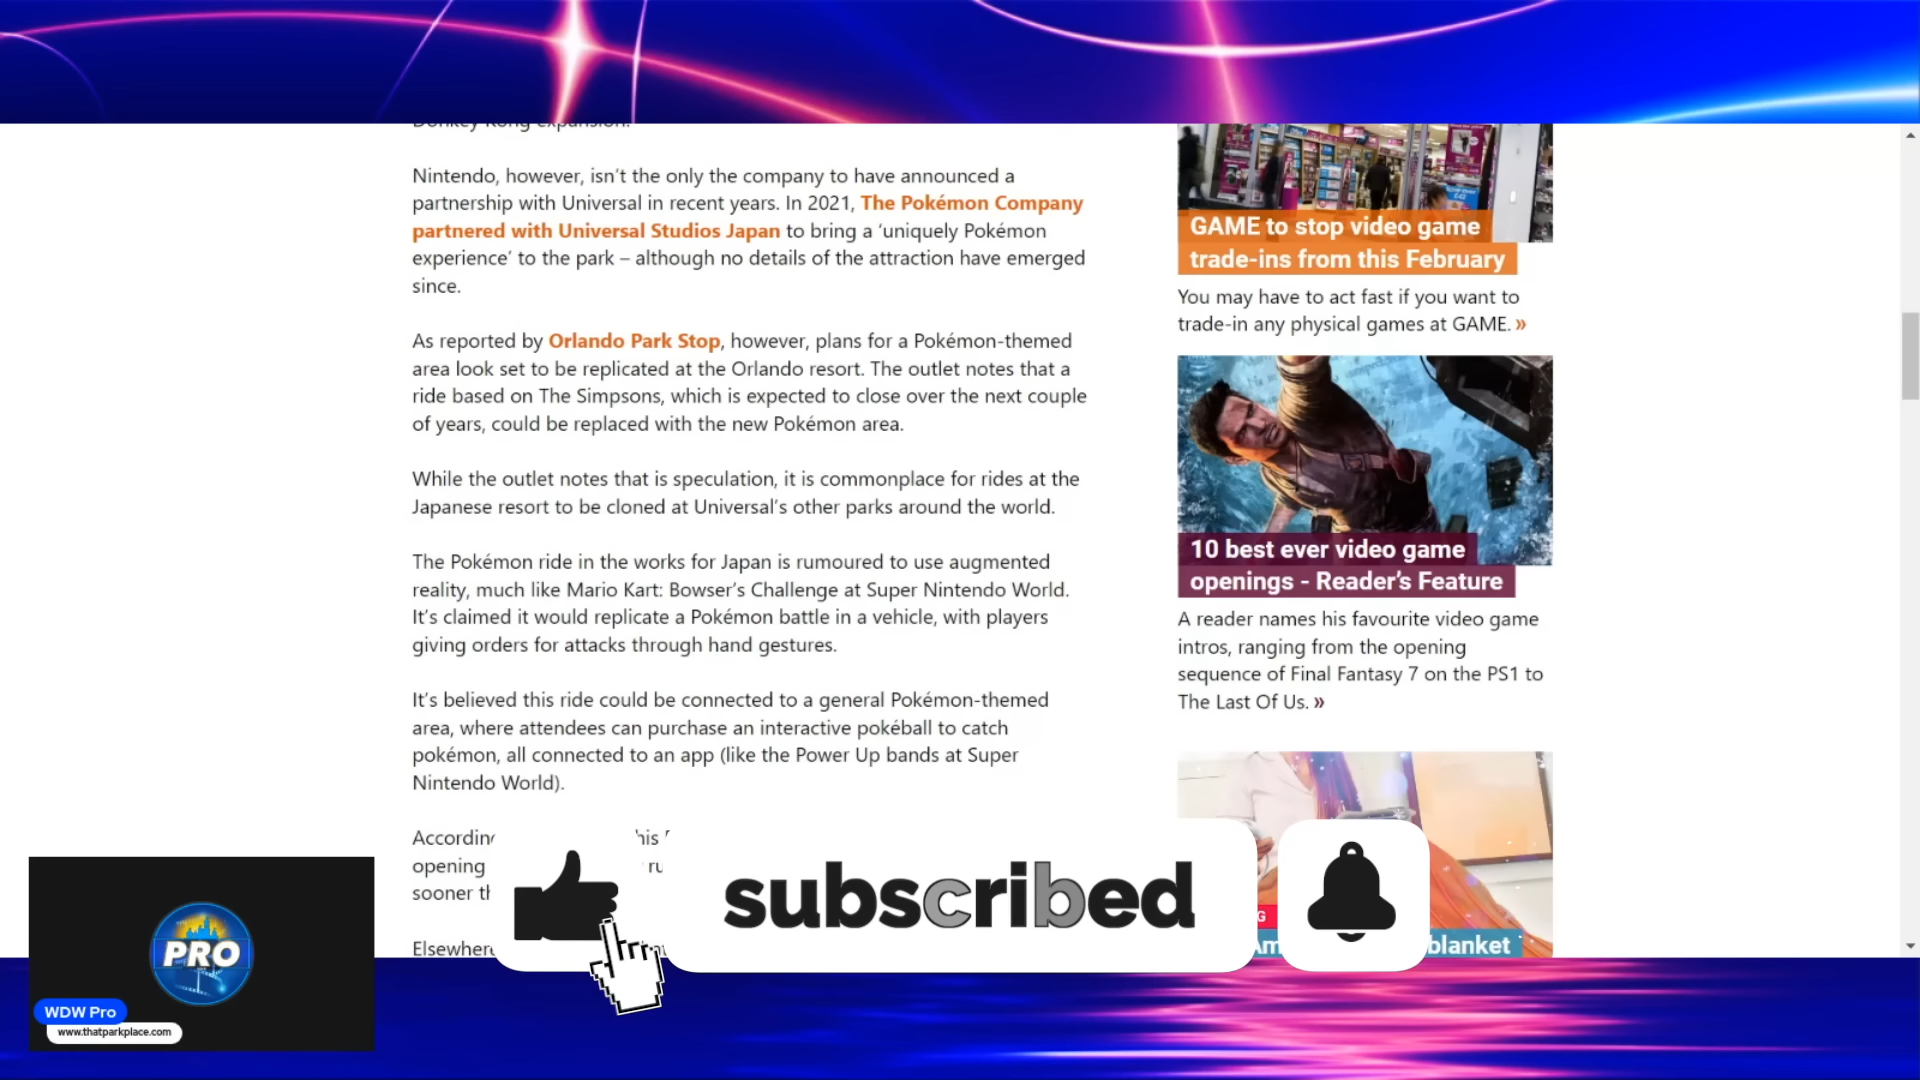 Donkey Kong expansion.
Nintendo, however, isn’t the only the company to have announced a
partnership with Universal in recent years. In 2021, The Pokémon Company
partnered with Universal Studios Japan to bring a ‘uniquely Pokémon
experience’ to the park – although no details of the attraction have emerged
since.
As reported by Orlando Park Stop, however, plans for a Pokémon-themed
area look set to be replicated at the Orlando resort. The outlet notes that a
ride based on The Simpsons, which is expected to close over the next couple
of years, could be replaced with the new Pokémon area.
While the outlet notes that is speculation, it is commonplace for rides at the
Japanese resort to be cloned at Universal’s other parks around the world.
The Pokémon ride in the works for Japan is rumoured to use augmented
reality, much like Mario Kart: Bowser’s Challenge at Super Nintendo World.
It’s claimed it would replicate a Pokémon battle in a vehicle, with players
giving orders for attacks through hand gestures.
It’s believed this ride could be connected to a general Pokémon-themed
area, where attendees can purchase an interactive pokéball to catch
pokémon, all connected to an app (like the Power Up bands at Super
Nintendo World).
opening
sooner
GAME to stop video game
trade-ins from this February
You may have to act fast if you want to
trade-in any physical games at GAME. »
10 best ever video game
openings - Reader’s Feature
A reader names his favourite video game
intros, ranging from the opening
sequence of Final Fantasy 7 on the PS1 to
The Last Of Us. »
blanket
subscribed
PRO
WDW Pro
www.thatparkplace.com